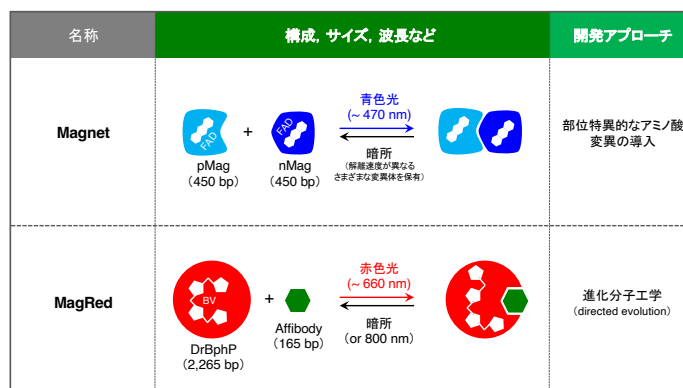 名称
構成，サイズ，波長など
開発アプローチ
Magnet
FAD
pMag
(450 bp)
+
FAD
nMag
(450 bp)
青色光
(~ 470 nm)
暗所
(解離速度が異なる
さまざまな変異体を保有)
部位特異的なアミノ酸
変異の導入
MagRed
BV
DrBphP
(2,265 bp)
+
Affibody
(165 bp)
赤色光
(~ 660 nm)
暗所
(or 800 nm)
進化分子工学
(directed evolution)